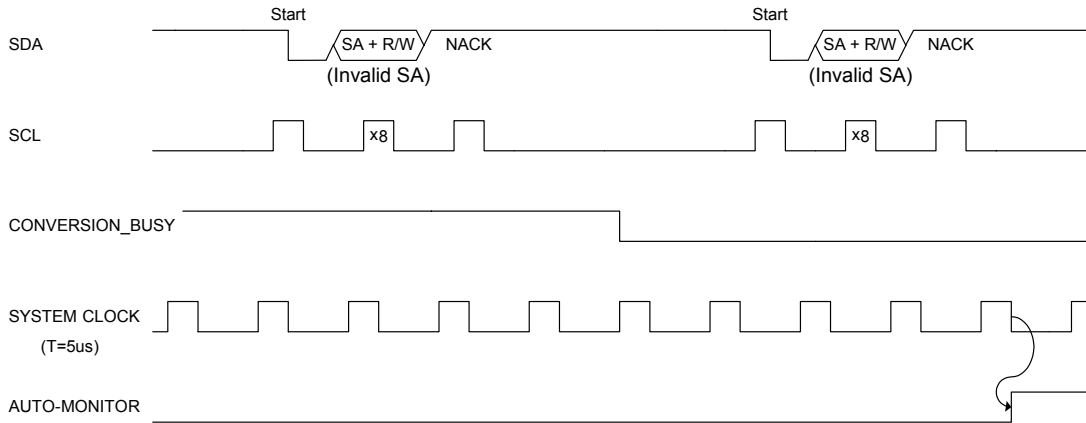 Start
Start
SDA
SA + R/W
NACK
SA + R/W
NACK
(Invalid SA)
(Invalid SA)
SCL
x8
x8
CONVERSION_BUSY
SYSTEM CLOCK
(T=5us)
AUTO-MONITOR